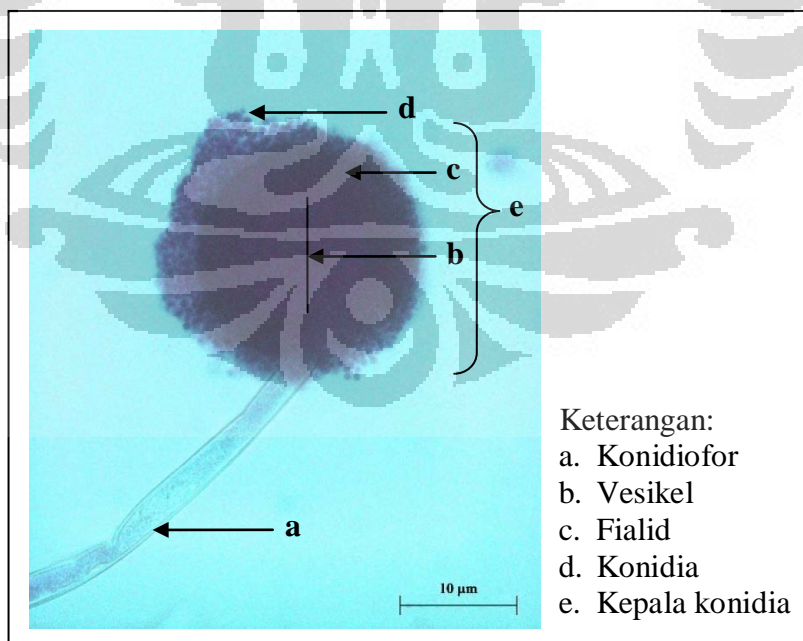 d
c
e
b
a
10 µm
Keterangan:
a. Konidiofor
b. Vesikel
c. Fialid
d. Konidia
e. Kepala konidia